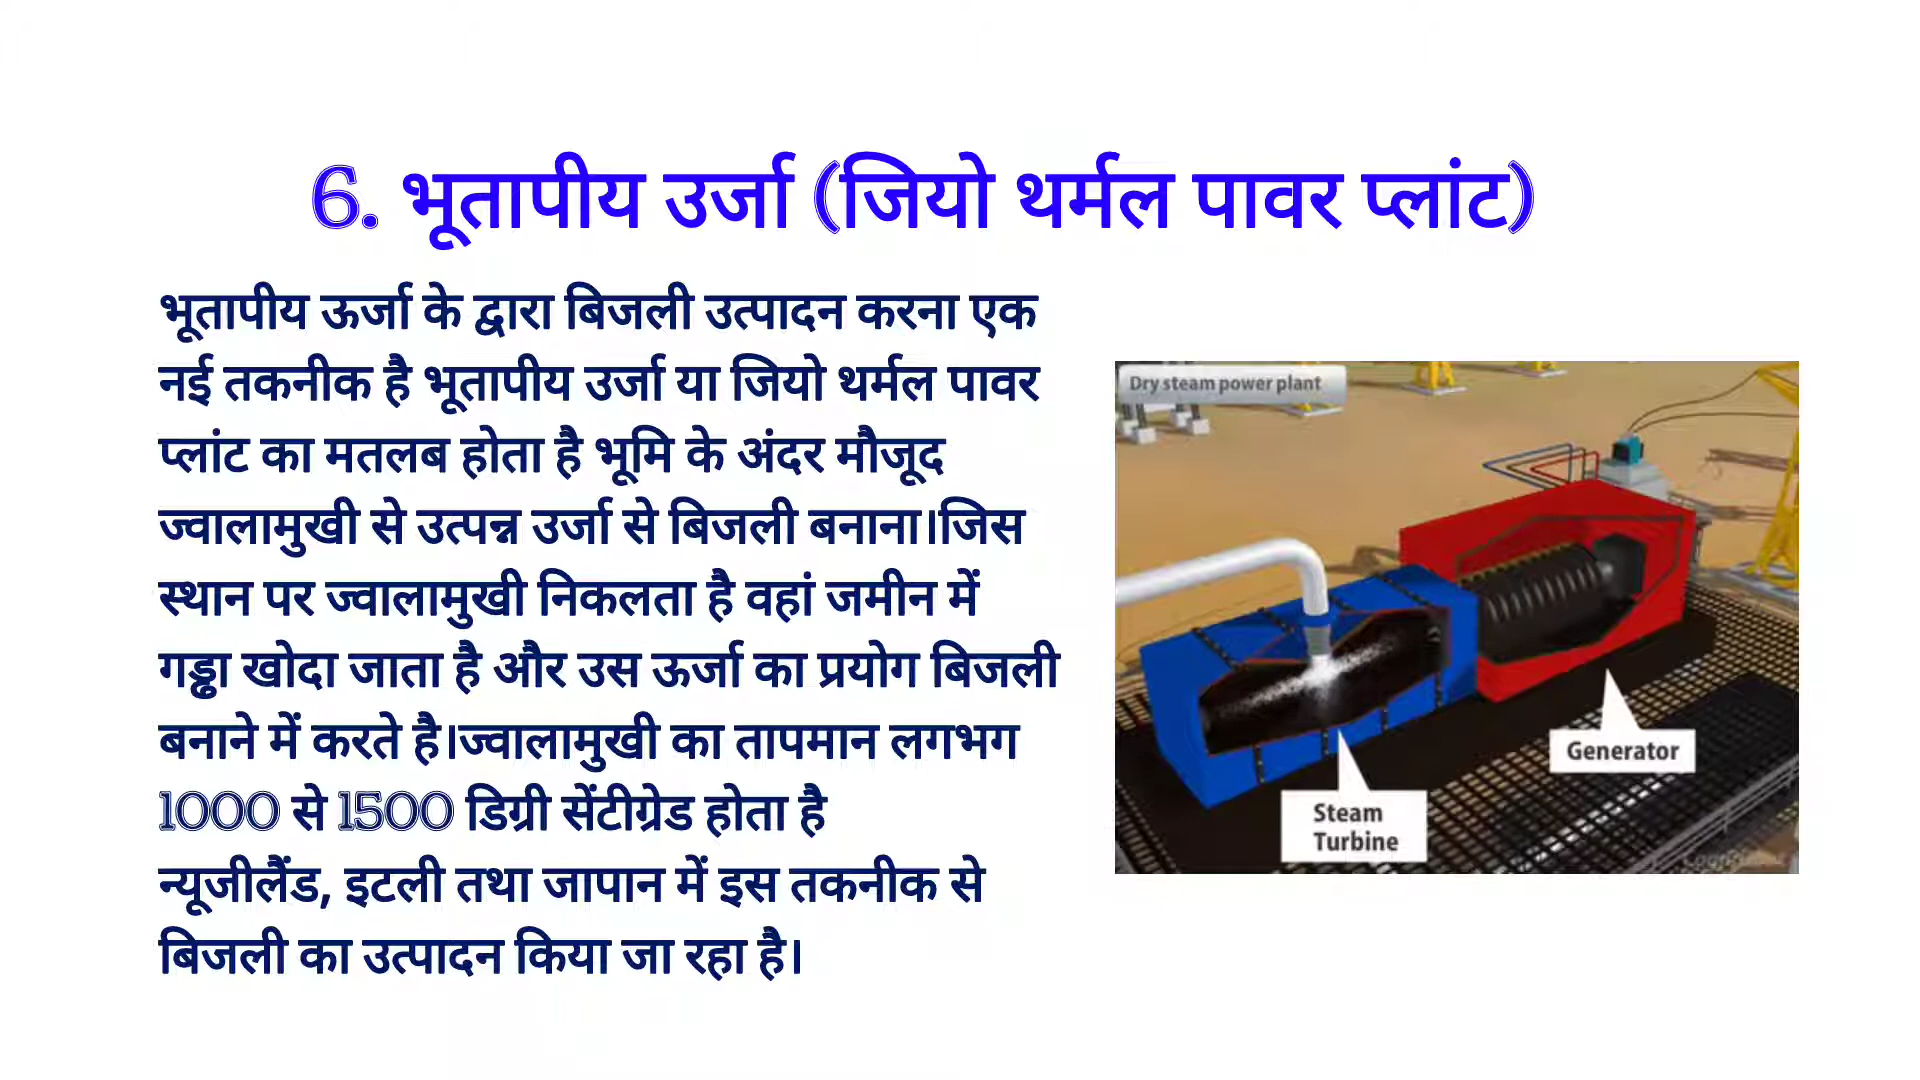 6. भूतापीय उर्जा (जियो थर्मल पावर प्लांट)
भूतापीय ऊर्जा के द्वारा बिजली उत्पादन करना एक
नई तकनीक है भूतापीय उर्जा या जियो थर्मल पावर
प्लांट का मतलब होता है भूमि के अंदर मौजूद
ज्वालामुखी से उत्पन्न उर्जा से बिजली बनाना।जिस
स्थान पर ज्वालामुखी निकलता है वहां जमीन में
गड्ढा खोदा जाता है और उस ऊर्जा का प्रयोग बिजली
बनाने में करते है।ज्वालामुखी का तापमान लगभग
1000 से 1500 डिग्री सेंटीग्रेड होता है
न्यूजीलैंड, इटली तथा जापान में इस तकनीक से
बिजली का उत्पादन किया जा रहा है।
Dry steam power plant
Generator
Steam
Turbine